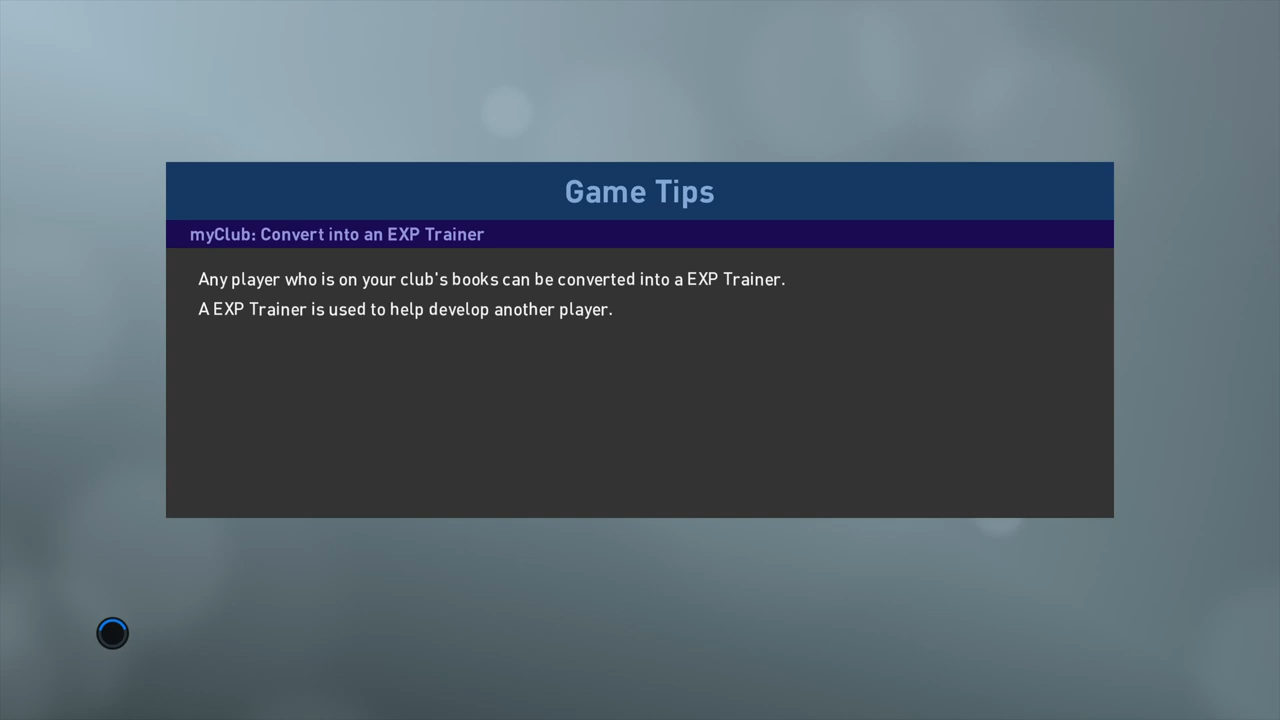 Game Tips
myClub: Convert into an EXP Trainer
Any player who is on your club's books can be converted into a EXP Trainer.
A EXP Trainer is used to help develop another player.